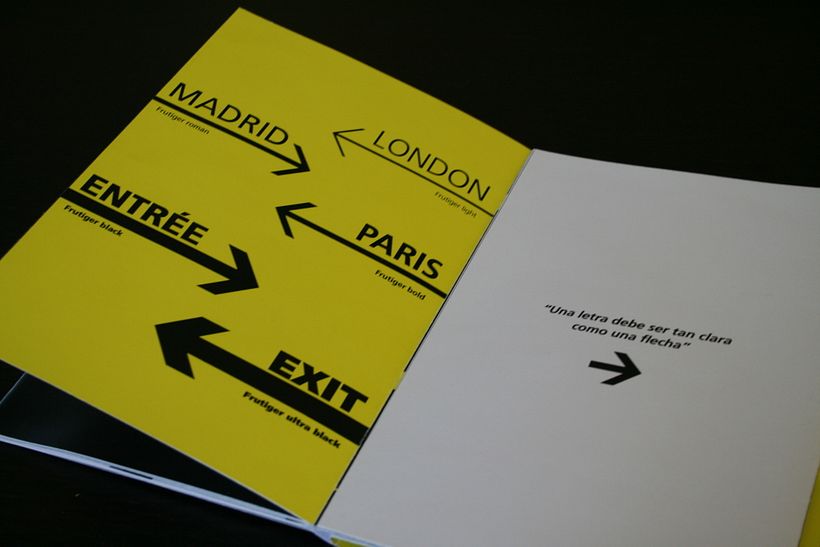 MADRID
Frutiger roman
LONDON
Frutiger light
ENTRÉE
Frutiger black
PARIS
Frutiger bold
EXIT
Frutiger ultra black
"Una letra debe ser tan clara
como una flecha"